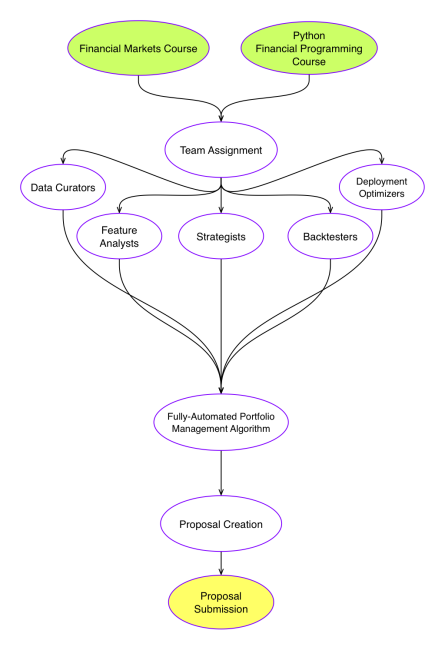 Financial Markets Course
Python
Financial Programming
Course
Team Assignment
Data Curators
Deployment
Optimizers
Feature
Analysts
Strategists
Backtesters
Fully-Automated Portfolio
Management Algorithm
Proposal Creation
Proposal
Submission